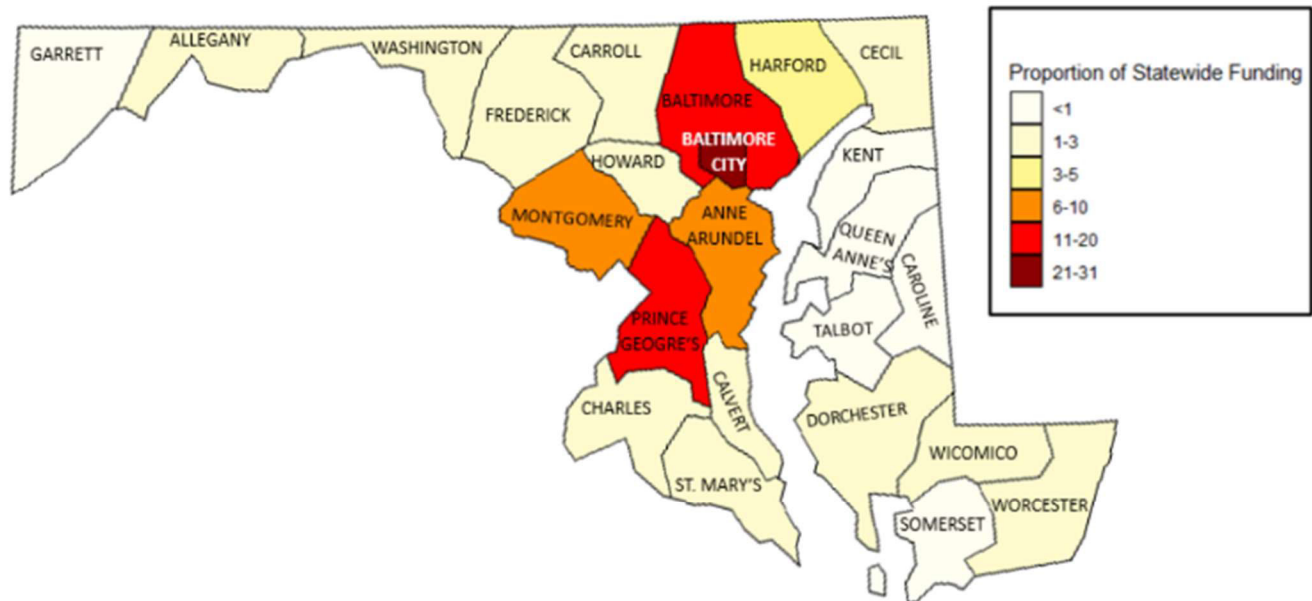 GARRETT
ALLEGANY
WASHINGTON
FREDERICK
CARROLL
BALTIMORE
HARFORD
CECIL
BALTIMORE
CITY
HOWARD
KENT
MONTGOMERY
ANNE
ARUNDEL
QUEEN
ANNE'S
CAROLINE
PRINCE
GEOGRE'S
TALBOT
CHARLES
CALVERT
DORCHESTER
ST. MARY'S
WICOMICO
WORCESTER
SOMERSET
Proportion of Statewide Funding
<1
1-3
3-5
6-10
11-20
21-31